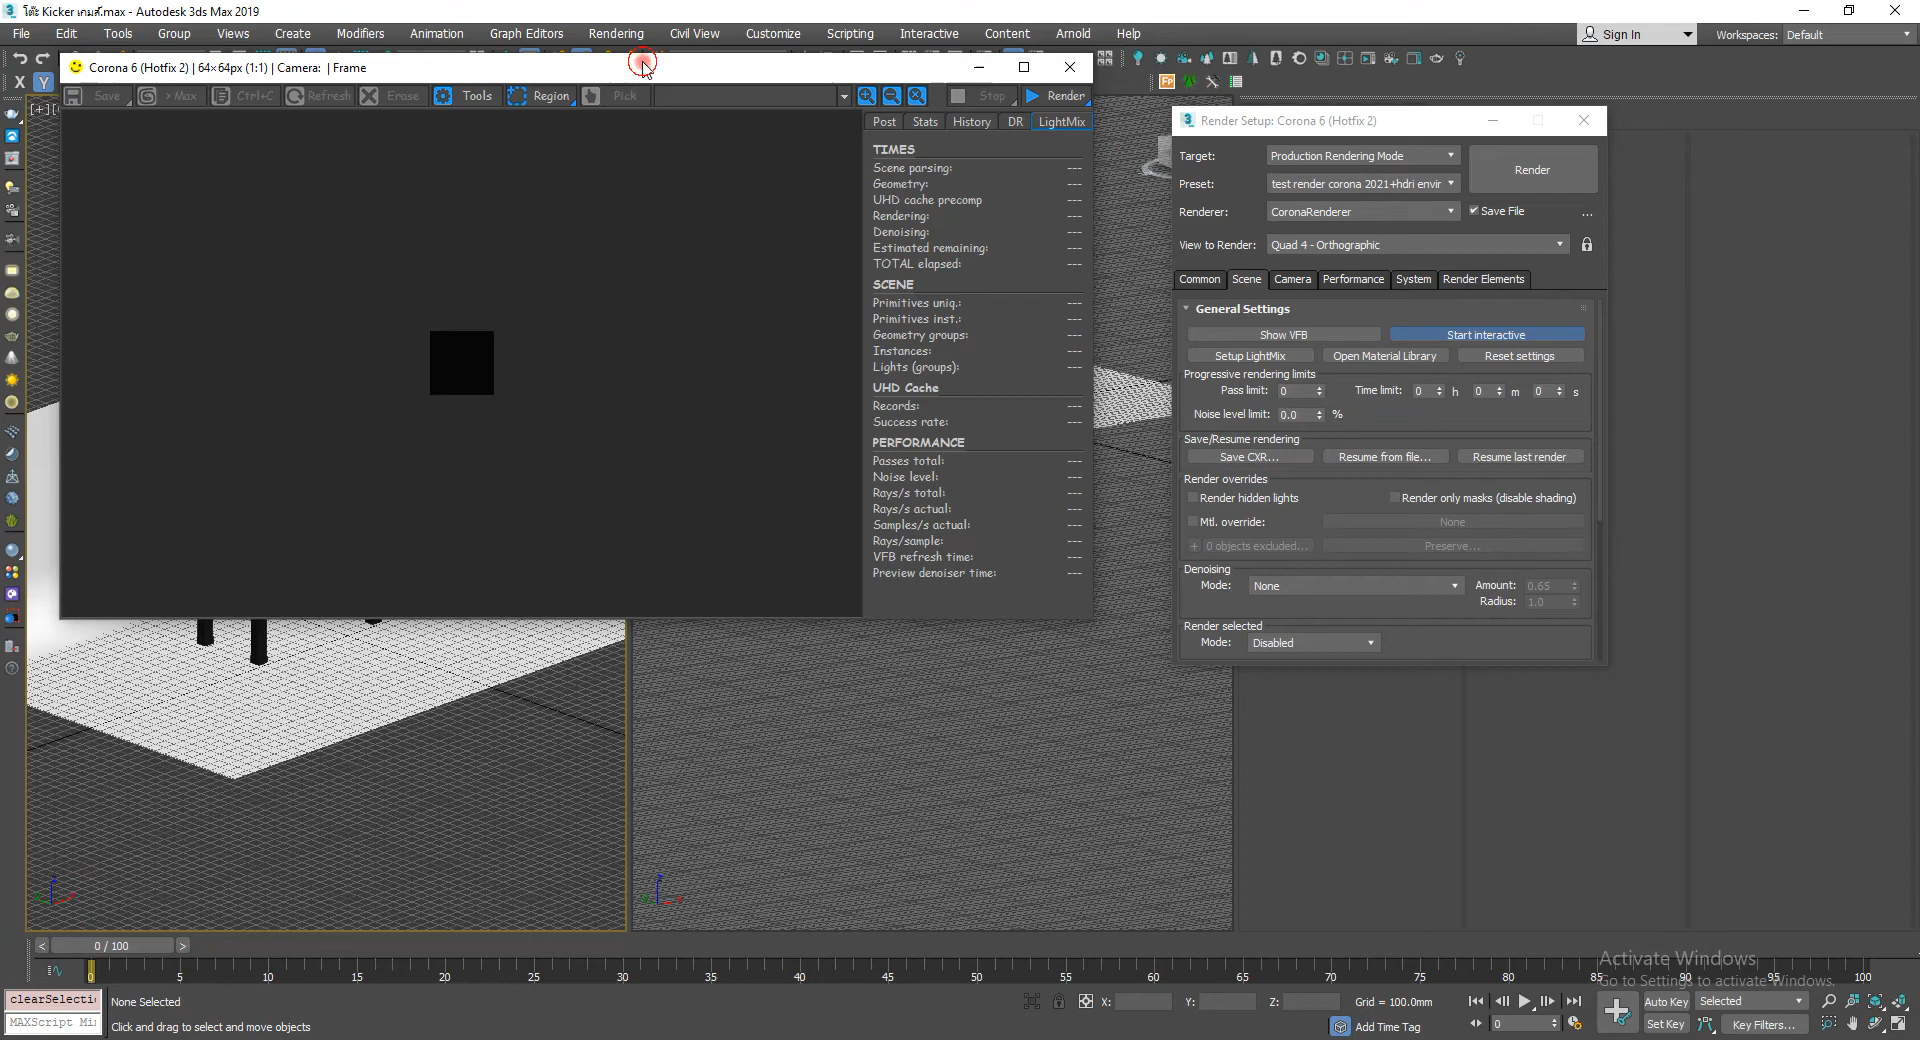 โต๊ะ Kicker เกมส์.max - Autodesk 3ds Max 2019
File Edit Tools Group Views Create Modifiers Animation Graph Editors Rendering Civil View Customize Scripting Interactive Content Arnold Help
Sign In
Workspaces: Default
Corona 6 (Hotfix 2) | 64×64px (1:1) | Camera: | Frame
X Y
Save > Max Ctrl+C Refresh Erase Tools Region Pick Stop Render
[+]
Post Stats History DR LightMix
TIMES
Scene parsing: ---
Geometry: ---
UHD cache precomp ---
Rendering: ---
Denoising: ---
Estimated remaining: ---
TOTAL elapsed: ---
SCENE
Primitives uniq.: ---
Primitives inst.: ---
Geometry groups: ---
Instances: ---
Lights (groups): ---
UHD Cache
Records: ---
Success rate: ---
PERFORMANCE
Passes total: ---
Noise level: ---
Rays/s total: ---
Rays/s actual: ---
Samples/s actual: ---
Rays/sample: ---
VFB refresh time: ---
Preview denoiser time: ---
Render Setup: Corona 6 (Hotfix 2)
Target: Production Rendering Mode
Render
Preset: test render corona 2021+hdri envir
Renderer: CoronaRenderer
Save File ...
View to Render: Quad 4 - Orthographic
Common Scene Camera Performance System Render Elements
General Settings
Show VFB Start interactive
Setup LightMix Open Material Library Reset settings
Progressive rendering limits
Pass limit: 0 Time limit: 0 h 0 m 0 s
Noise level limit: 0.0 %
Save/Resume rendering
Save CXR... Resume from file... Resume last render
Render overrides
Render hidden lights Render only masks (disable shading)
Mtl. override: None
+ 0 objects excluded... Preserve...
Denoising
Mode: None Amount: 0.65
Radius: 1.0
Render selected
Mode: Disabled
< 0 / 100 >
0 5 10 15 20 25 30 35 40 45 50 55 60 65 70 75 80 85 90 95 100
Activate Windows
Go to Settings to activate Windows.
clearSelecti
MAXScript Mi
None Selected
Click and drag to select and move objects
X: Y: Z: Grid = 100.0mm
Add Time Tag
0
Auto Key Selected
Set Key Key Filters...